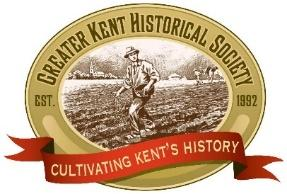 GREATER KENT HISTORICAL SOCIETY
EST. 1992
CULTIVATING KENT'S HISTORY